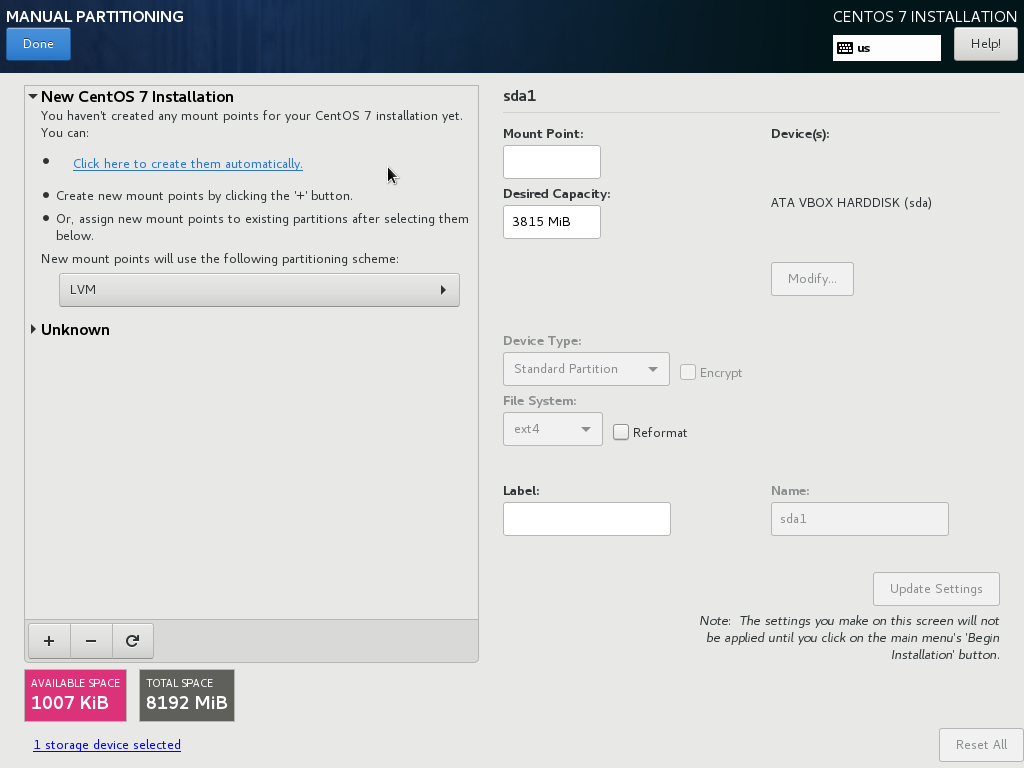 MANUAL PARTITIONING
CENTOS 7 INSTALLATION
Done
us
Help!
New CentOS 7 Installation
You haven't created any mount points for your CentOS 7 installation yet.
You can:
Click here to create them automatically.
Create new mount points by clicking the '+' button.
Or, assign new mount points to existing partitions after selecting them
below.
New mount points will use the following partitioning scheme:
LVM
Unknown
+ −
AVAILABLE SPACE
1007 KiB
TOTAL SPACE
8192 MiB
1 storage device selected
sda1
Mount Point:
Device(s):
Desired Capacity:
3815 MiB
ATA VBOX HARDDISK (sda)
Modify...
Device Type:
Standard Partition
Encrypt
File System:
ext4
Reformat
Label:
Name:
sda1
Update Settings
Note: The settings you make on this screen will not
be applied until you click on the main menu's 'Begin
Installation' button.
Reset All